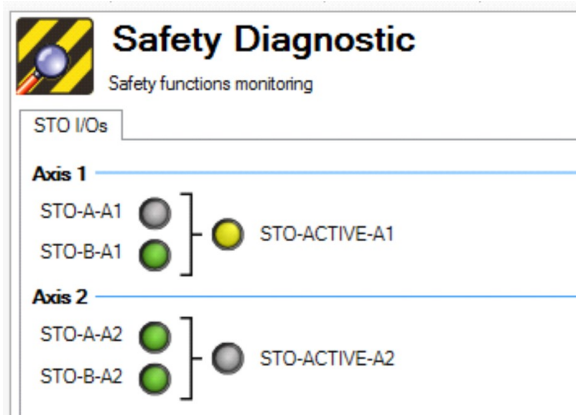 Safety Diagnostic
Safety functions monitoring
STO I/Os
Axis 1
STO-A-A1
STO-ACTIVE-A1
STO-B-A1
Axis 2
STO-A-A2
STO-ACTIVE-A2
STO-B-A2